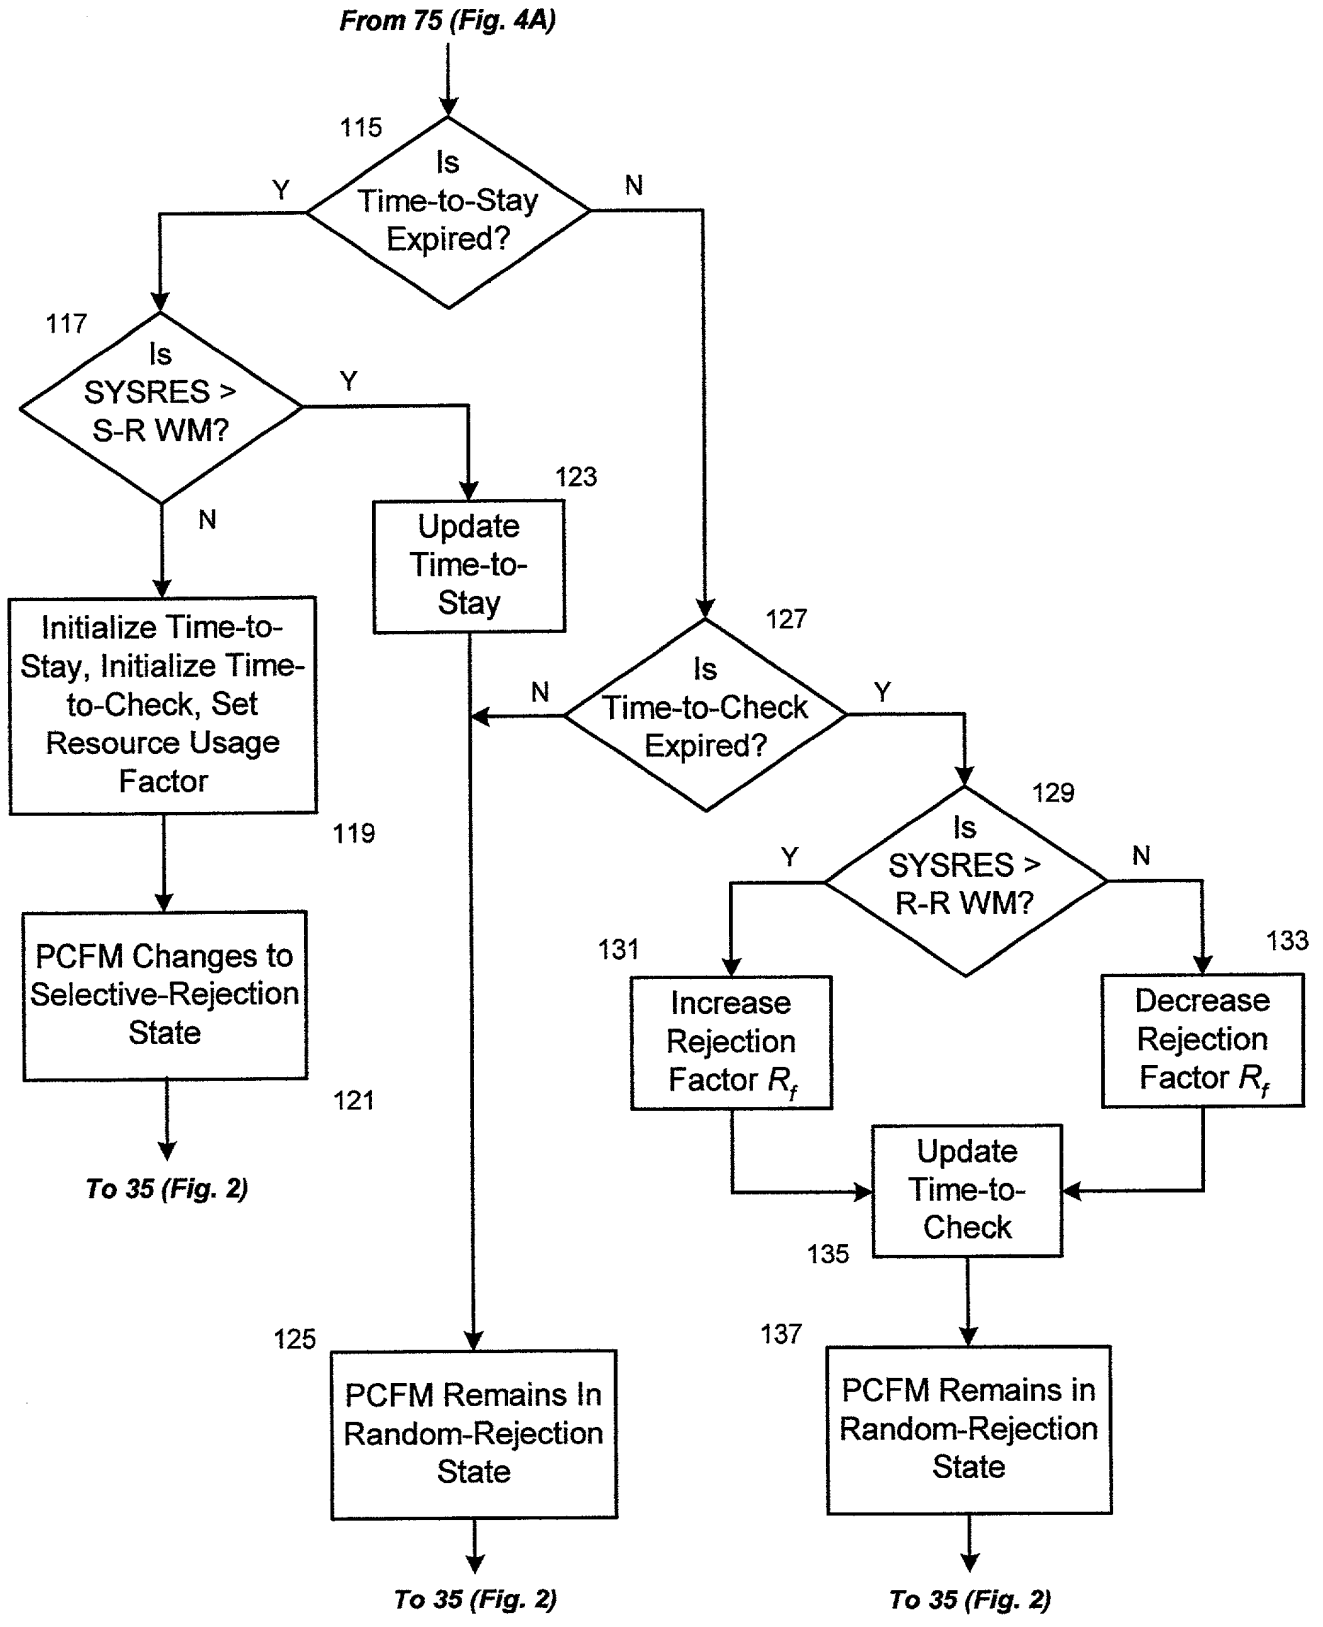 From 75 (Fig. 4A)
115
Is
Time-to-Stay
Expired?
Y
N
117
Is
SYSRES >
S-R WM?
Y
N
123
Update
Time-to-
Stay
Initialize Time-to-
Stay, Initialize Time-
to-Check, Set
Resource Usage
Factor
119
127
Is
Time-to-Check
Expired?
N
Y
129
Is
SYSRES >
R-R WM?
Y
N
PCFM Changes to
Selective-Rejection
State
121
To 35 (Fig. 2)
131
Increase
Rejection
Factor Rf
133
Decrease
Rejection
Factor Rf
Update
Time-to-
Check
135
125
PCFM Remains In
Random-Rejection
State
To 35 (Fig. 2)
137
PCFM Remains in
Random-Rejection
State
To 35 (Fig. 2)